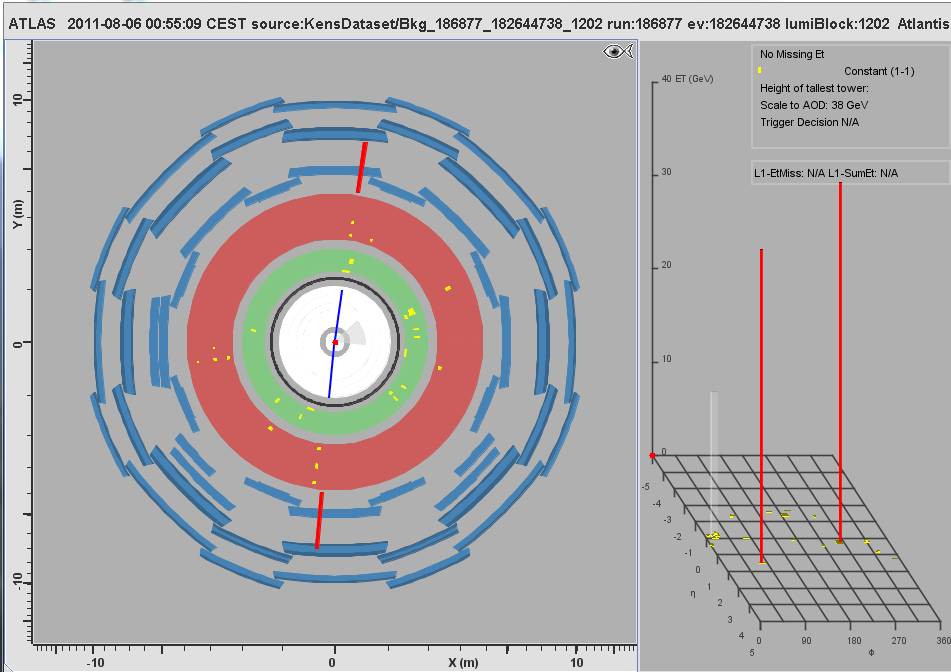 ATLAS 2011-08-06 00:55:09 CEST source:KensDataset/Bkg_186877_182644738_1202 run:186877 ev:182644738 lumiBlock:1202 Atlantis
No Missing Et
Constant (1-1)
Height of tallest tower:
Scale to AOD: 38 GeV
Trigger Decision N/A
L1-EtMiss: N/A L1-SumEt: N/A
40 ET (GeV)
30
20
10
0
Y (m)
10
0
-10
-10
0
X (m)
10
-5
-4
-3
-2
-1
0
1
2
3
4
5
η
0
90
180
270
360
Φ